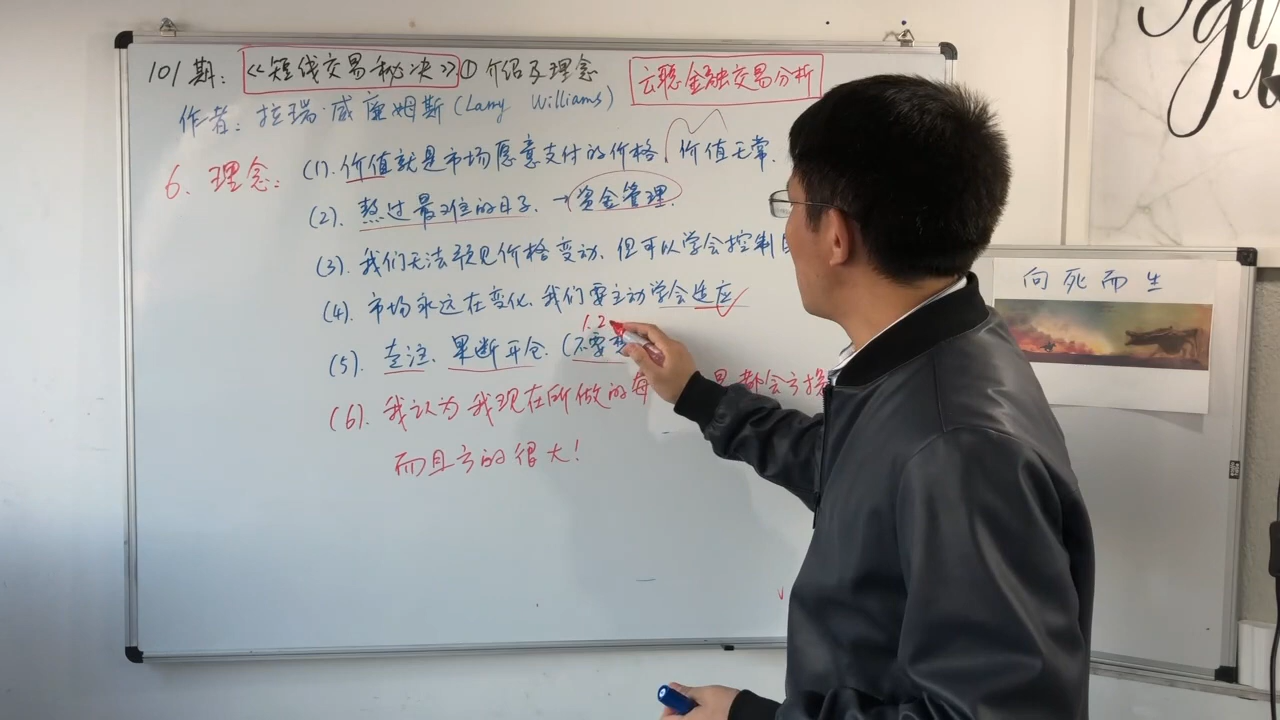 101期:《短线交易秘决》① 介绍及理念 云聪金融交易分析
作者:拉瑞·威廉姆斯(Larry Williams)
6. 理念:(1). 价值就是市场愿意支付的价格 价值无常.
(2). 熬过最难的日子. →资金管理.
(3). 我们无法预见价格变动、但可以学会控制
(4). 市场永远在变化、我们要主动学会适应
1.2
(5). 专注、果断平仓.(不要
(6). 我认为我现在所做的每 都会亏损
而且亏的很大!
向死而生